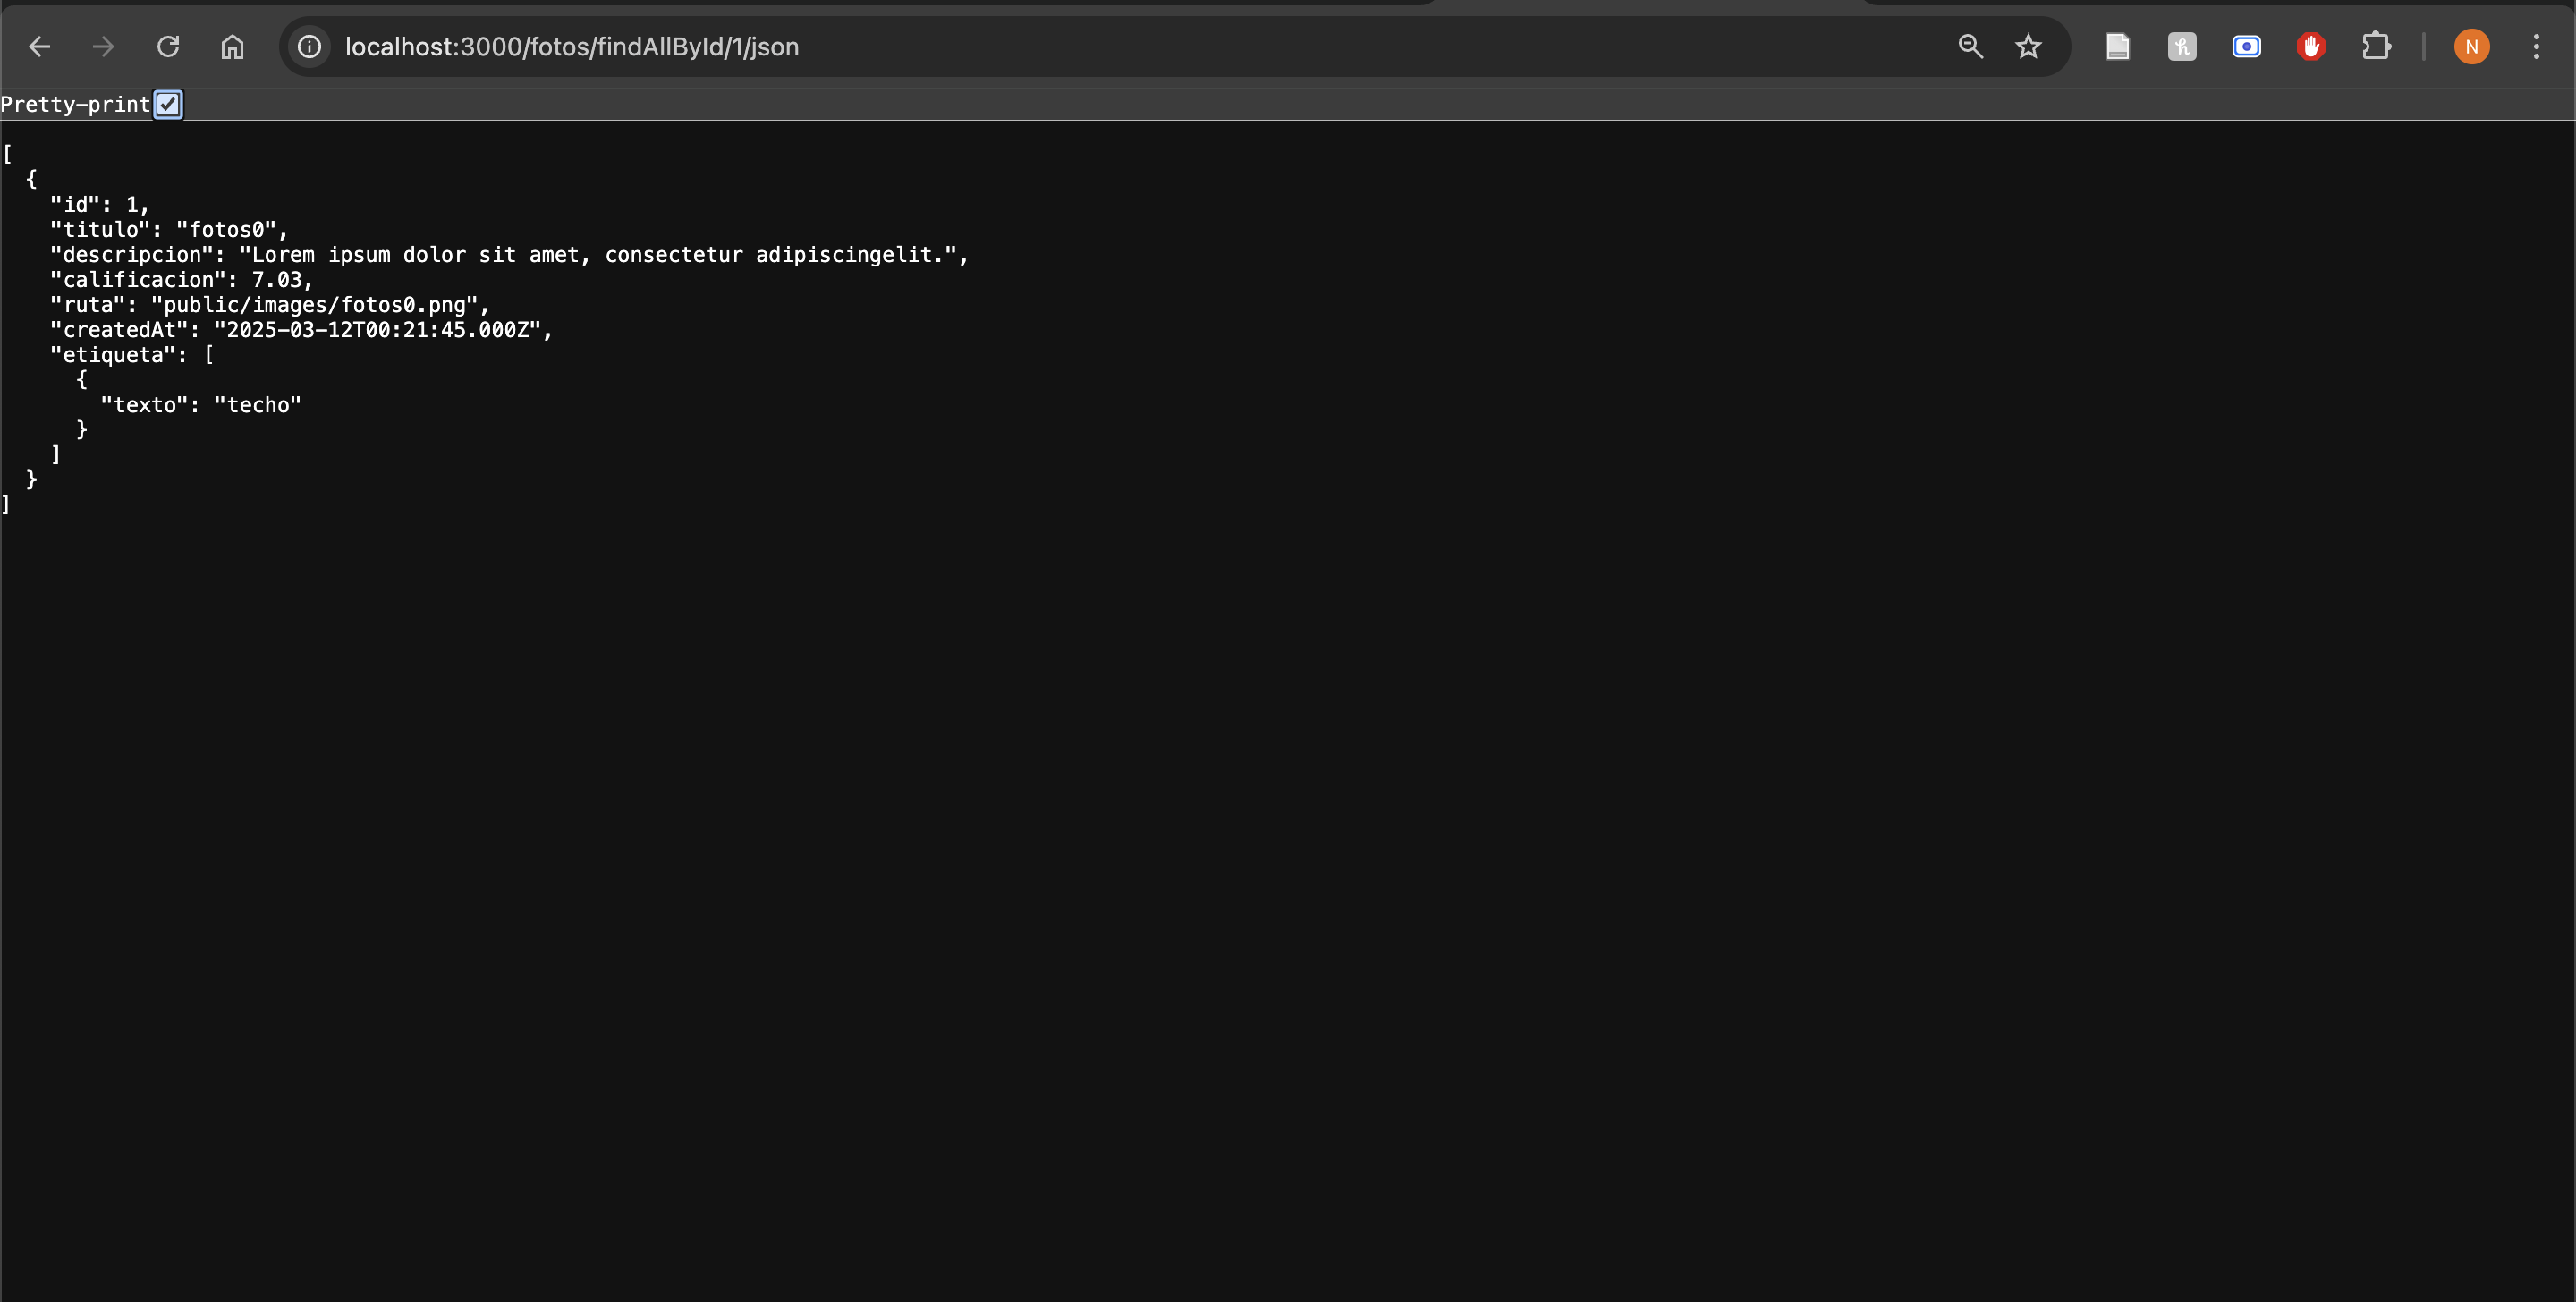 localhost:3000/fotos/findAllById/1/json
N
Pretty-print
[
  {
    "id": 1,
    "titulo": "fotos0",
    "descripcion": "Lorem ipsum dolor sit amet, consectetur adipiscingelit.",
    "calificacion": 7.03,
    "ruta": "public/images/fotos0.png",
    "createdAt": "2025-03-12T00:21:45.000Z",
    "etiqueta": [
      {
        "texto": "techo"
      }
    ]
  }
]